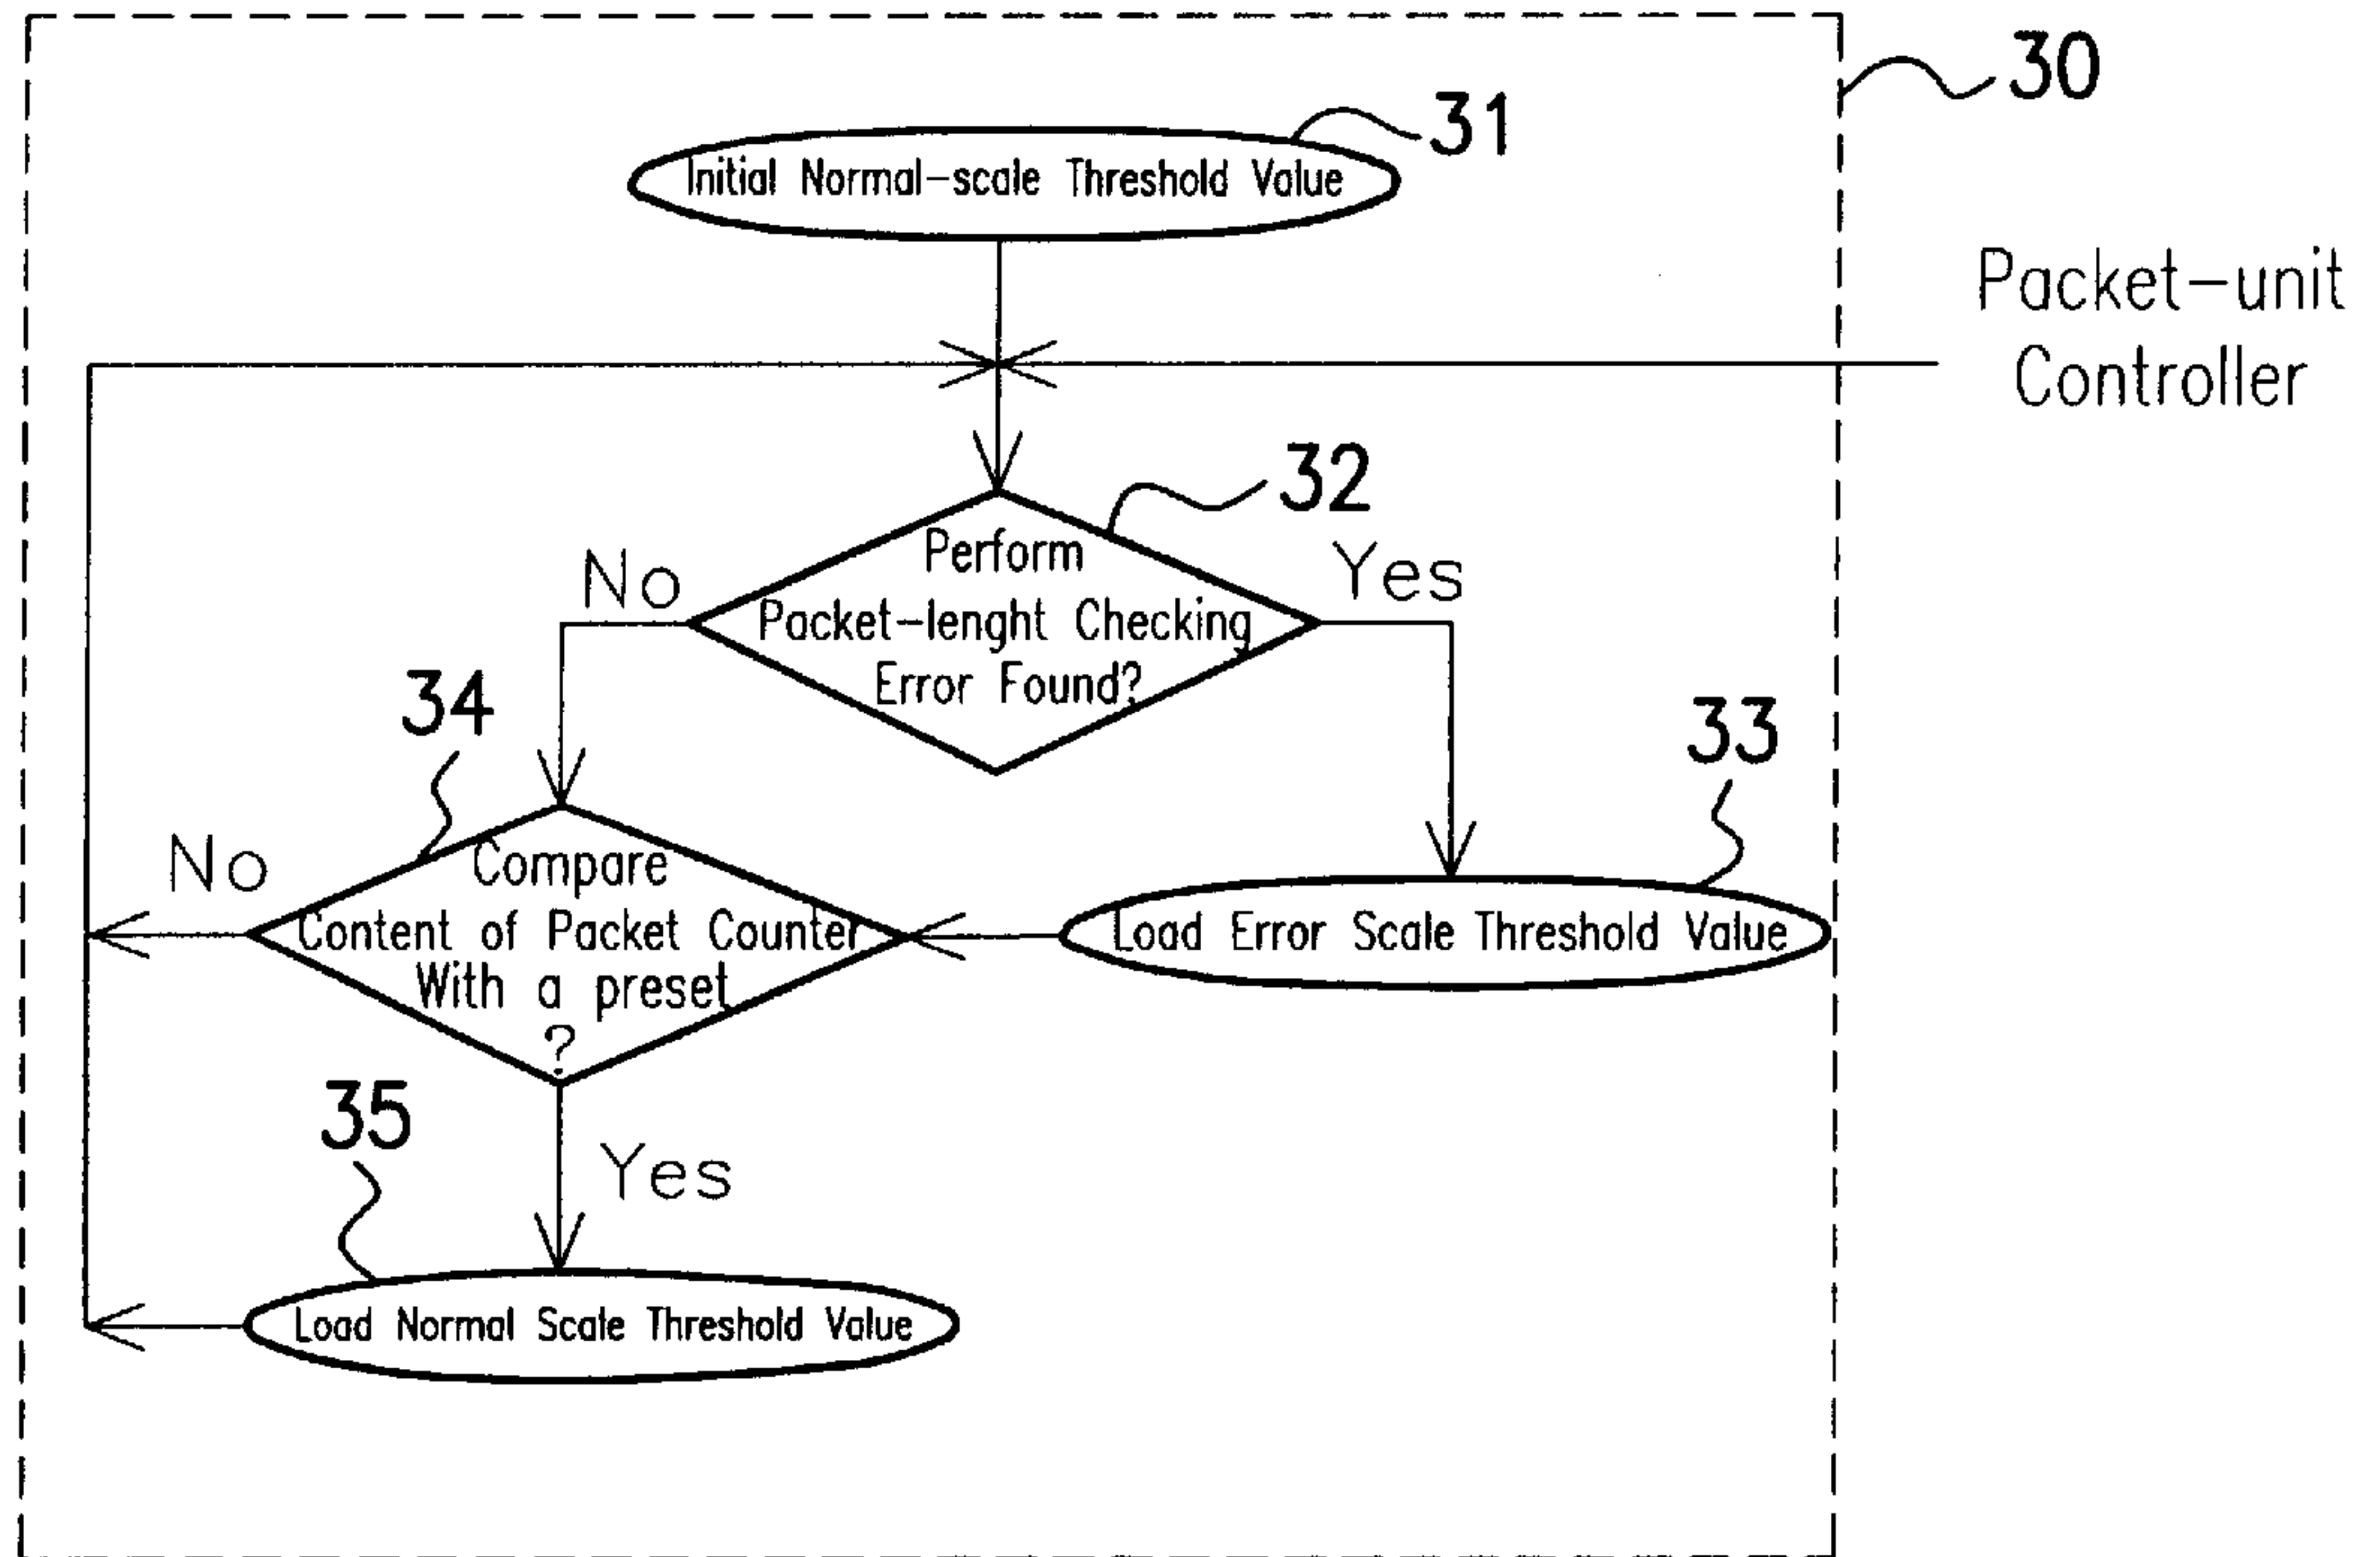 30
31
Initial Normal-scale Threshold Value
Packet-unit
Controller
32
No
Yes
Perform
Packet-lenght Checking
Error Found?
34
33
No
Compare
Content of Packet Counter
With a preset
?
Load Error Scale Threshold Value
35
Yes
Load Normal Scale Threshold Value